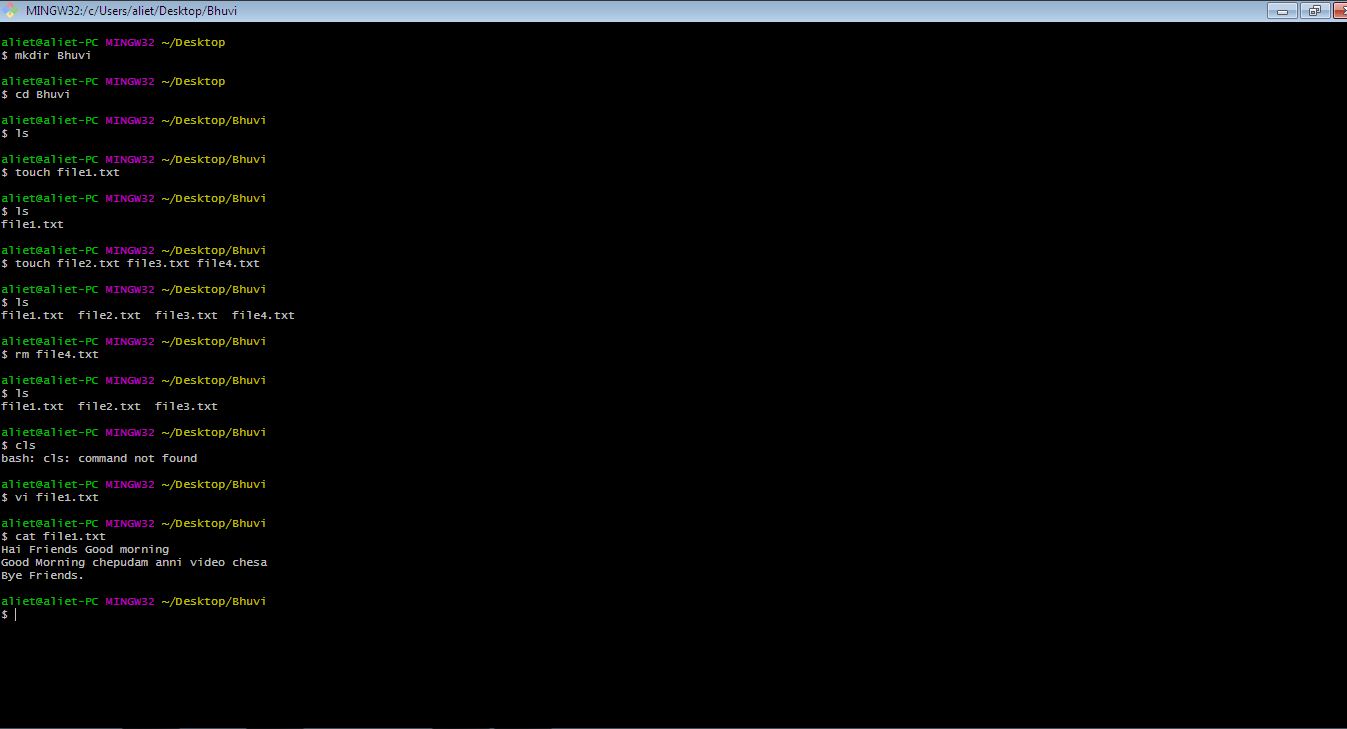 MINGW32:/c/Users/aliet/Desktop/Bhuvi
aliet@aliet-PC MINGW32 ~/Desktop
$ mkdir Bhuvi
aliet@aliet-PC MINGW32 ~/Desktop
$ cd Bhuvi
aliet@aliet-PC MINGW32 ~/Desktop/Bhuvi
$ ls
aliet@aliet-PC MINGW32 ~/Desktop/Bhuvi
$ touch file1.txt
aliet@aliet-PC MINGW32 ~/Desktop/Bhuvi
$ ls
file1.txt
aliet@aliet-PC MINGW32 ~/Desktop/Bhuvi
$ touch file2.txt file3.txt file4.txt
aliet@aliet-PC MINGW32 ~/Desktop/Bhuvi
$ ls
file1.txt  file2.txt  file3.txt  file4.txt
aliet@aliet-PC MINGW32 ~/Desktop/Bhuvi
$ rm file4.txt
aliet@aliet-PC MINGW32 ~/Desktop/Bhuvi
$ ls
file1.txt  file2.txt  file3.txt
aliet@aliet-PC MINGW32 ~/Desktop/Bhuvi
$ cls
bash: cls: command not found
aliet@aliet-PC MINGW32 ~/Desktop/Bhuvi
$ vi file1.txt
aliet@aliet-PC MINGW32 ~/Desktop/Bhuvi
$ cat file1.txt
Hai Friends Good morning
Good Morning chepudam anni video chesa
Bye Friends.
aliet@aliet-PC MINGW32 ~/Desktop/Bhuvi
$